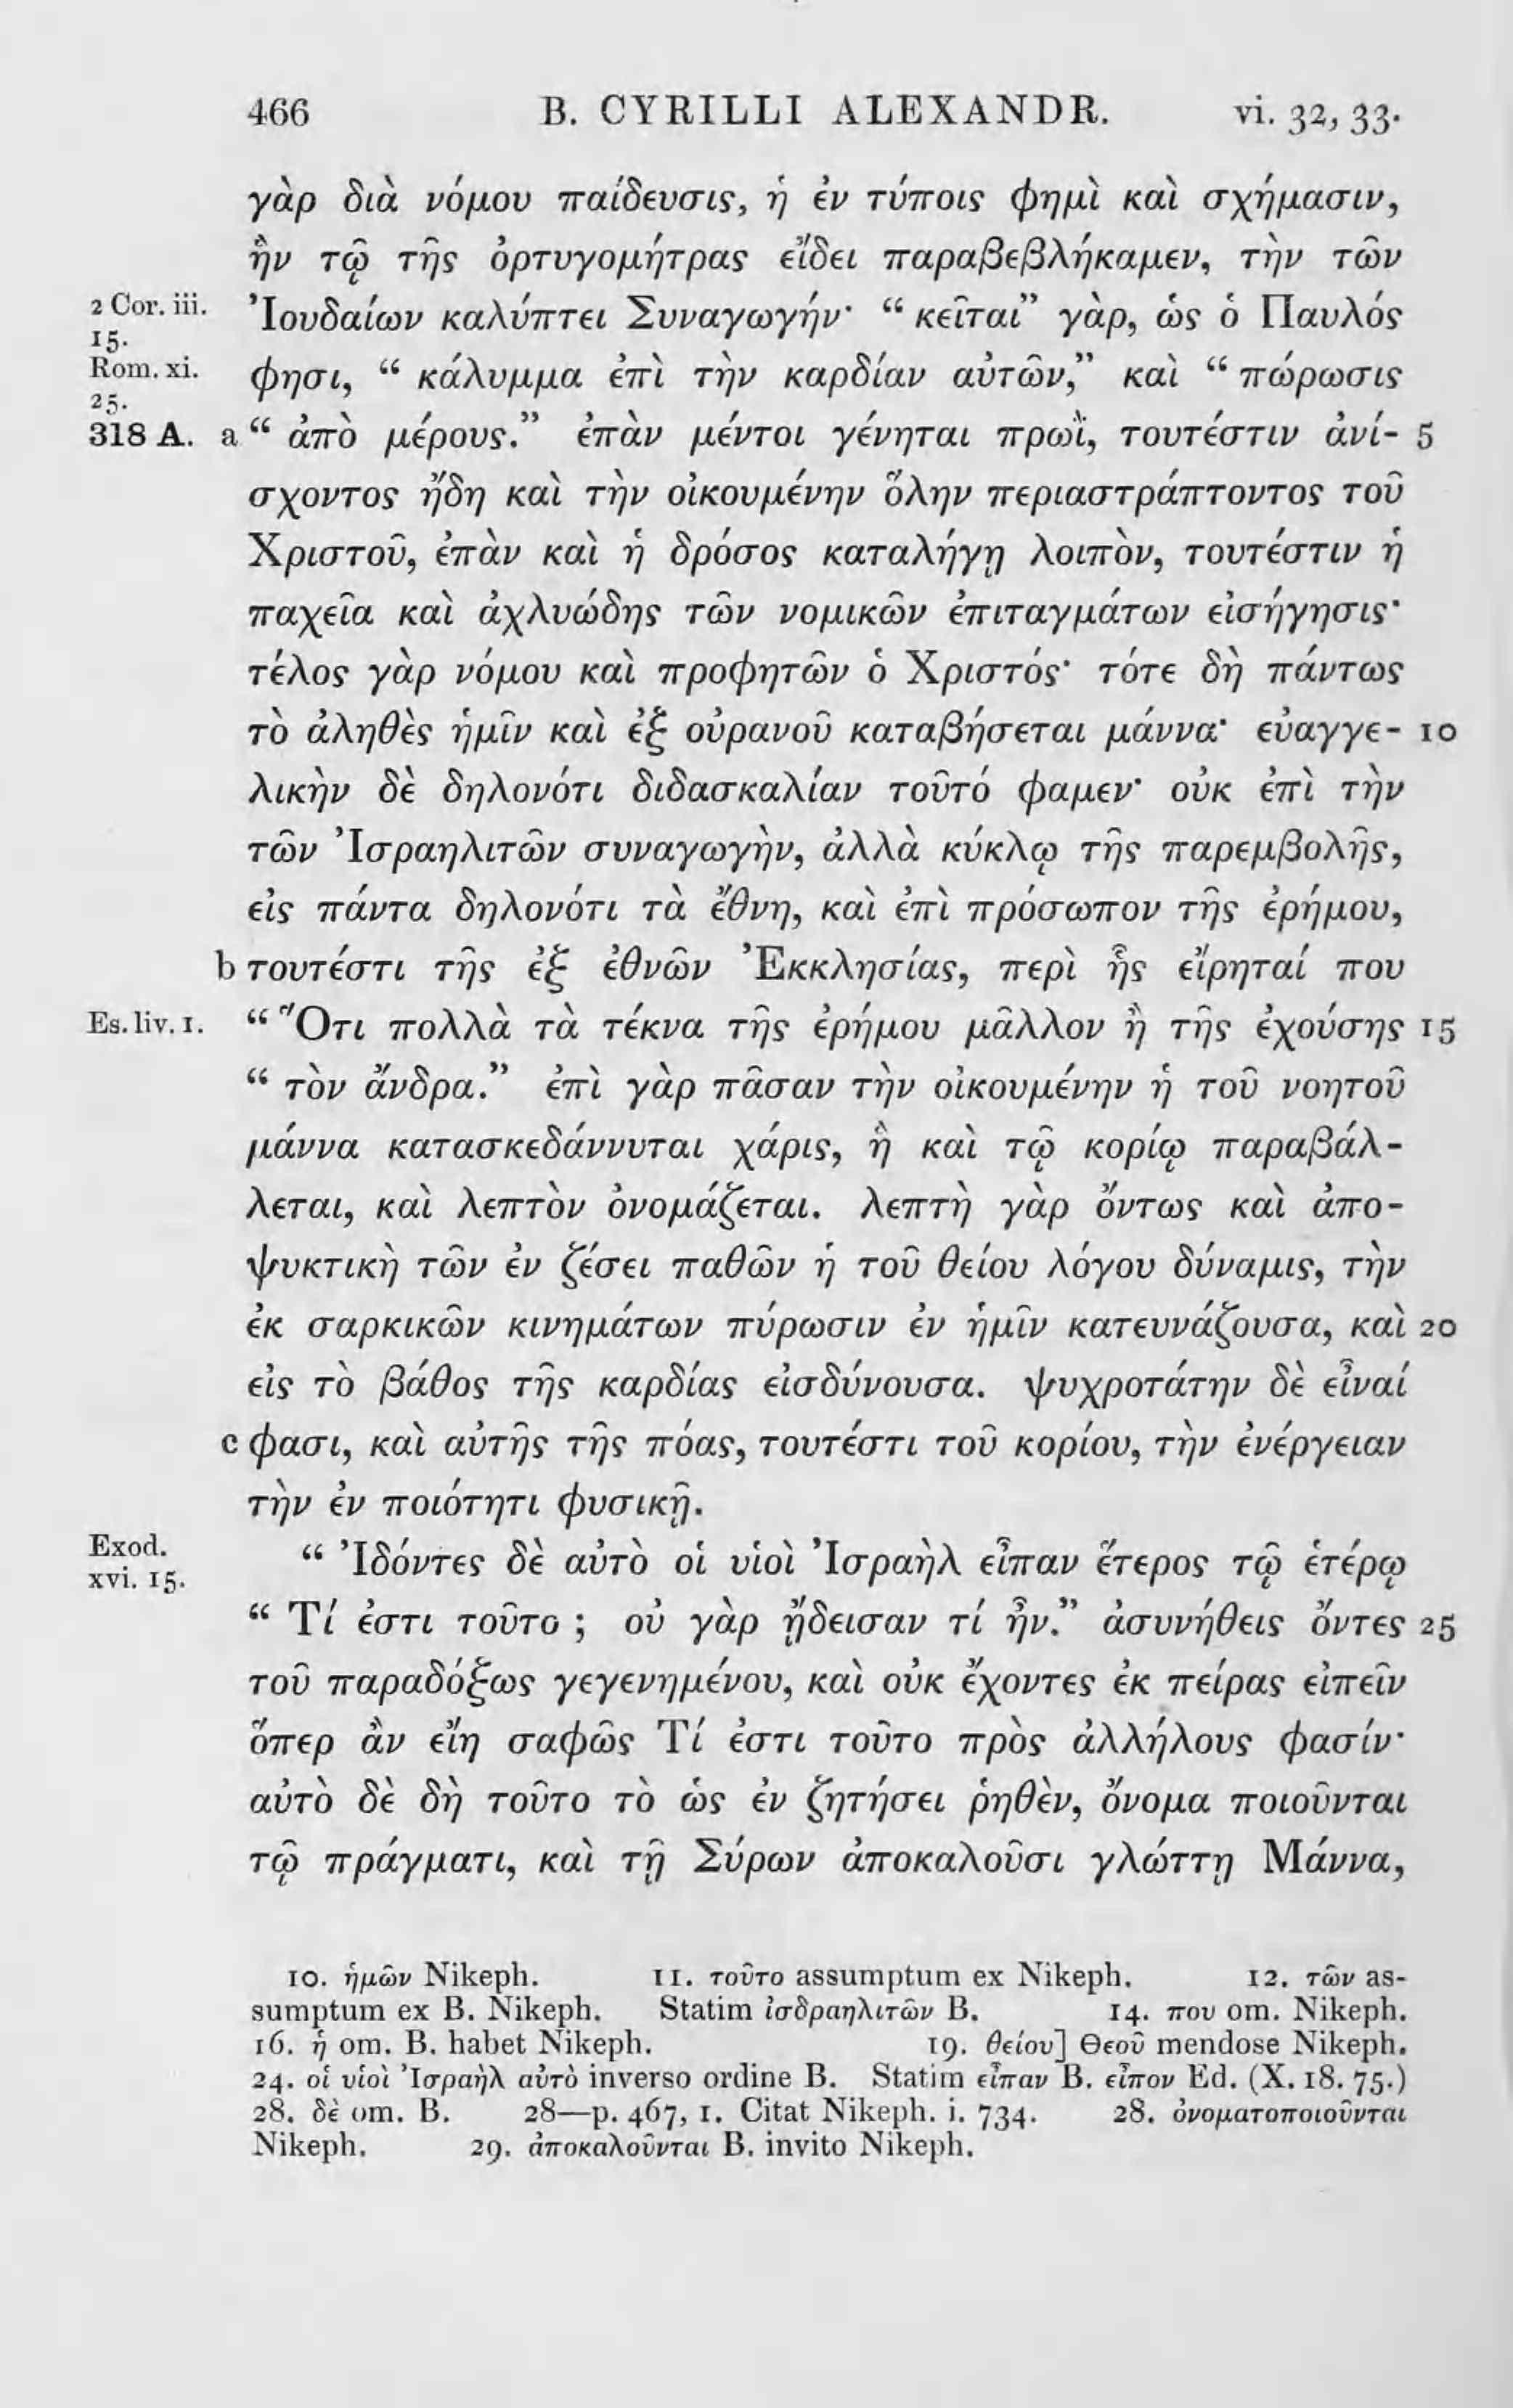 466 B. CYRILLI ALEXANDR. vi. 32, 33.
γὰρ διὰ νόμου παίδευσις, ἡ ἐν τύποις φημὶ καὶ σχήμασιν,
ἣν τῷ τῆς ὀρτυγομήτρας εἴδει παραβεβλήκαμεν, τὴν τῶν
2 Cor. iii. Ἰουδαίων καλύπτει Συναγωγήν· “ κεῖται” γὰρ, ὡς ὁ Παυλός
15.
Rom. xi. φησι, “ κάλυμμα ἐπὶ τὴν καρδίαν αὐτῶν,” καὶ “ πώρωσις
25.
318 A. a “ ἀπὸ μέρους.” ἐπὰν μέντοι γένηται πρωῒ, τουτέστιν ἀνί- 5
σχοντος ἤδη καὶ τὴν οἰκουμένην ὅλην περιαστράπτοντος τοῦ
Χριστοῦ, ἐπὰν καὶ ἡ δρόσος καταλήγῃ λοιπὸν, τουτέστιν ἡ
παχεῖα καὶ ἀχλυώδης τῶν νομικῶν ἐπιταγμάτων εἰσήγησις·
τέλος γὰρ νόμου καὶ προφητῶν ὁ Χριστός· τότε δὴ πάντως
τὸ ἀληθὲς ἡμῖν καὶ ἐξ οὐρανοῦ καταβήσεται μάννα· εὐαγγε- 10
λικὴν δὲ δηλονότι διδασκαλίαν τοῦτό φαμεν· οὐκ ἐπὶ τὴν
τῶν Ἰσραηλιτῶν συναγωγὴν, ἀλλὰ κύκλῳ τῆς παρεμβολῆς,
εἰς πάντα δηλονότι τὰ ἔθνη, καὶ ἐπὶ πρόσωπον τῆς ἐρήμου,
b τουτέστι τῆς ἐξ ἐθνῶν Ἐκκλησίας, περὶ ἧς εἴρηταί που
Es. liv. 1. “ Ὅτι πολλὰ τὰ τέκνα τῆς ἐρήμου μᾶλλον ἢ τῆς ἐχούσης 15
“ τὸν ἄνδρα.” ἐπὶ γὰρ πᾶσαν τὴν οἰκουμένην ἡ τοῦ νοητοῦ
μάννα κατασκεδάννυται χάρις, ἣ καὶ τῷ κορίῳ παραβάλ-
λεται, καὶ λεπτὸν ὀνομάζεται. λεπτὴ γὰρ ὄντως καὶ ἀπο-
ψυκτικὴ τῶν ἐν ζέσει παθῶν ἡ τοῦ θείου λόγου δύναμις, τὴν
ἐκ σαρκικῶν κινημάτων πύρωσιν ἐν ἡμῖν κατευνάζουσα, καὶ 20
εἰς τὸ βάθος τῆς καρδίας εἰσδύνουσα. ψυχροτάτην δὲ εἶναί
c φασι, καὶ αὐτῆς τῆς πόας, τουτέστι τοῦ κορίου, τὴν ἐνέργειαν
τὴν ἐν ποιότητι φυσικῇ.
Exod. “ Ἰδόντες δὲ αὐτὸ οἱ υἱοὶ Ἰσραὴλ εἶπαν ἕτερος τῷ ἑτέρῳ
xvi. 15.
“ Τί ἐστι τοῦτο ; οὐ γὰρ ᾔδεισαν τί ἦν.” ἀσυνήθεις ὄντες 25
τοῦ παραδόξως γεγενημένου, καὶ οὐκ ἔχοντες ἐκ πείρας εἰπεῖν
ὅπερ ἂν εἴη σαφῶς Τί ἐστι τοῦτο πρὸς ἀλλήλους φασίν·
αὐτὸ δὲ δὴ τοῦτο τὸ ὡς ἐν ζητήσει ῥηθὲν, ὄνομα ποιοῦνται
τῷ πράγματι, καὶ τῇ Σύρων ἀποκαλοῦσι γλώττῃ Μάννα,
10. ἡμῶν Nikeph. 11. τοῦτο assumptum ex Nikeph. 12. τῶν as-
sumptum ex B. Nikeph. Statim ἰσδραηλιτῶν B. 14. που om. Nikeph.
16. ἡ om. B. habet Nikeph. 19. θείου] Θεοῦ mendose Nikeph.
24. οἱ υἱοὶ Ἰσραὴλ αὐτὸ inverso ordine B. Statim εἶπαν B. εἶπον Ed. (X. 18. 75.)
28. δὲ om. B. 28—p. 467, 1. Citat Nikeph. i. 734. 28. ὀνοματοποιοῦνται
Nikeph. 29. ἀποκαλοῦνται B. invito Nikeph.